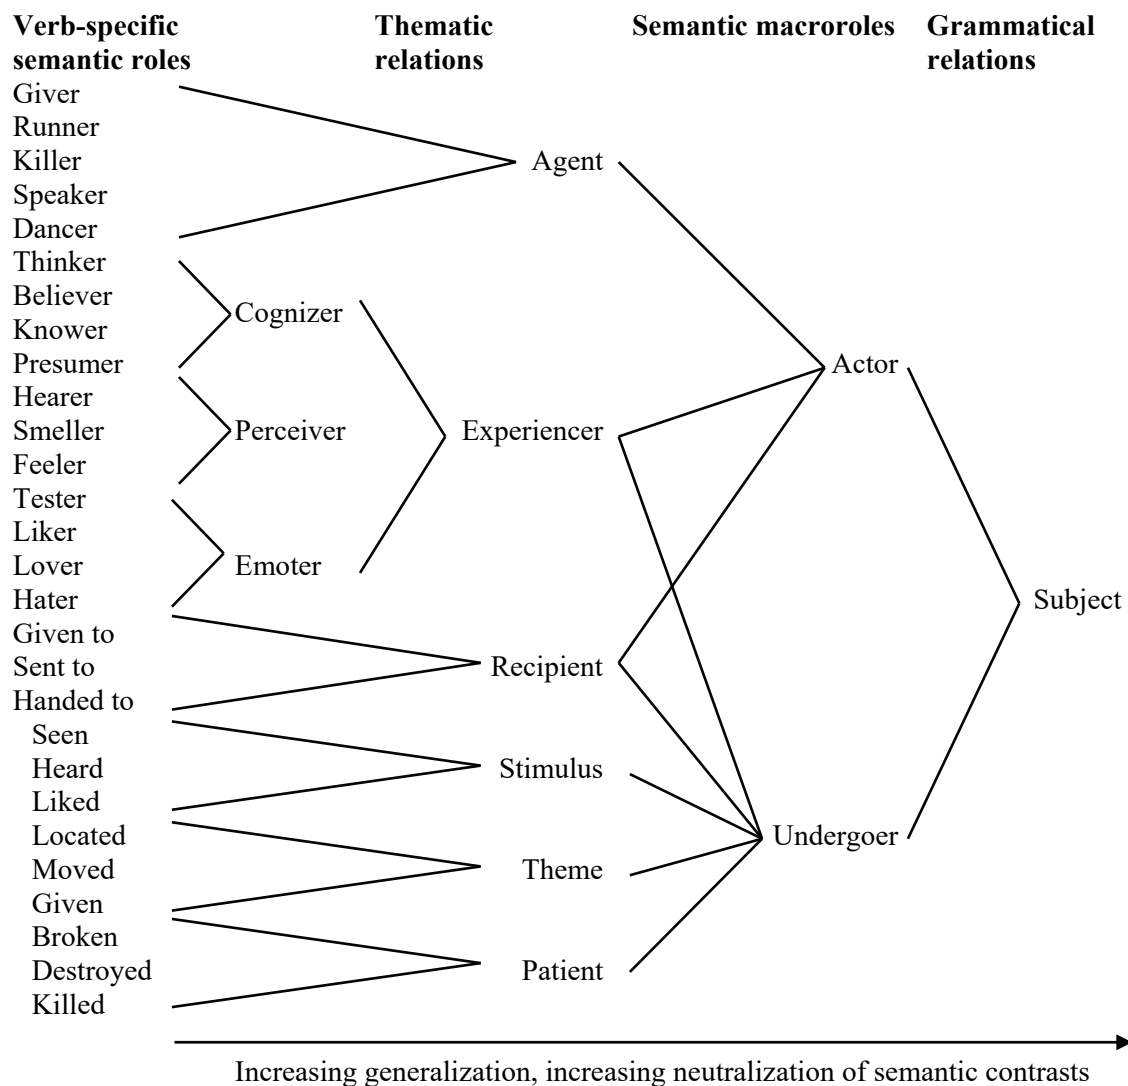 Verb-specific semantic roles
Thematic relations
Semantic macroroles
Grammatical relations
Giver
Runner
Killer
Agent
Speaker
Dancer
Thinker
Believer
Cognizer
Knower
Presumer
Actor
Hearer
Smeller
Perceiver
Experiencer
Feeler
Tester
Liker
Lover
Emoter
Hater
Subject
Given to
Sent to
Recipient
Handed to
Seen
Heard
Stimulus
Liked
Located
Undergoer
Moved
Theme
Given
Broken
Destroyed
Patient
Killed
Increasing generalization, increasing neutralization of semantic contrasts